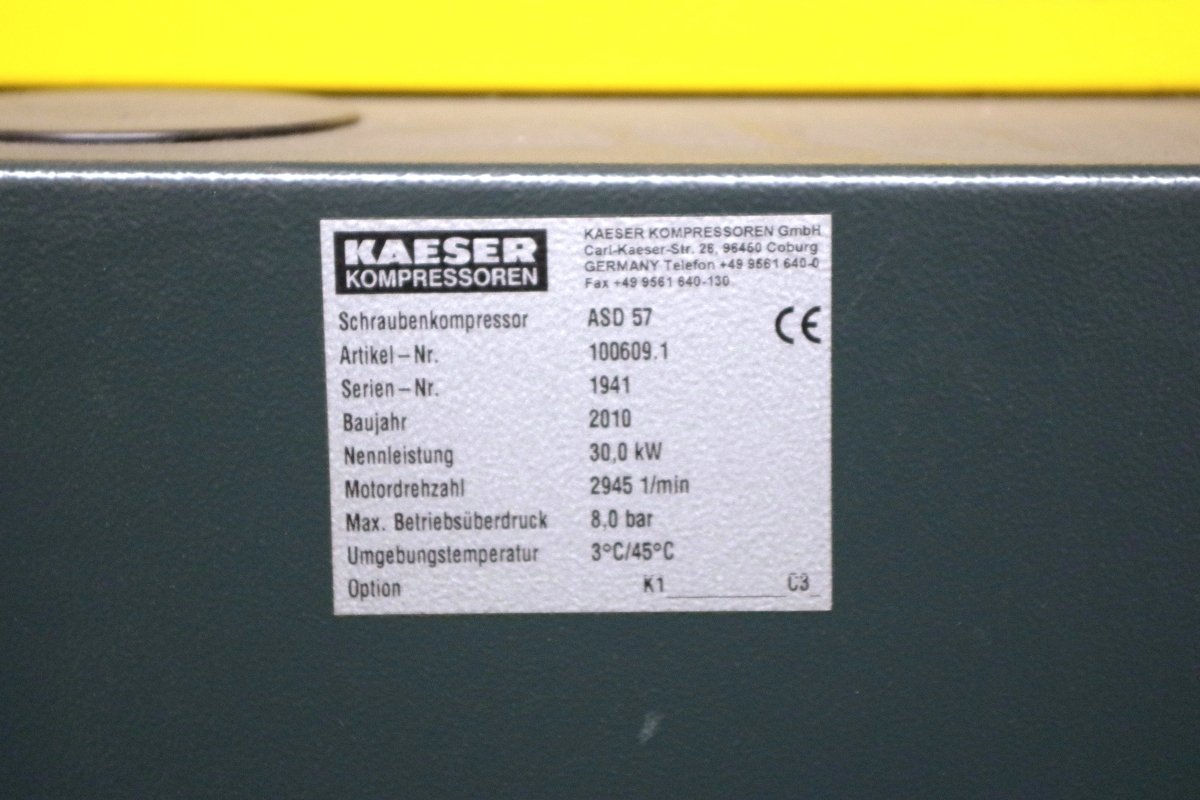 KAESER
KOMPRESSOREN
KAESER KOMPRESSOREN GmbH
Carl-Kaeser-Str. 26, 96450 Coburg
GERMANY Telefon +49 9561 640-0
Fax +49 9561 640-130
CE
Schraubenkompressor ASD 57
Artikel-Nr. 100609.1
Serien-Nr. 1941
Baujahr 2010
Nennleistung 30,0 kW
Motordrehzahl 2945 1/min
Max. Betriebsüberdruck 8,0 bar
Umgebungstemperatur 3°C/45°C
Option K1__________C3_